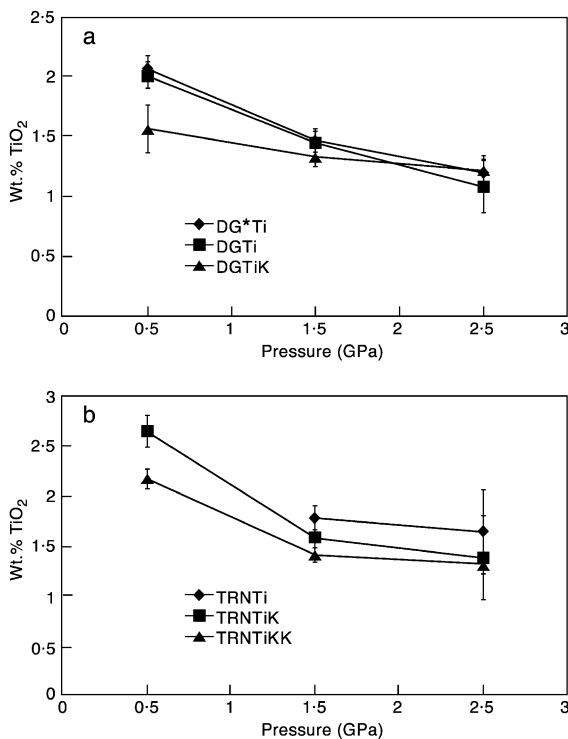 a
2·5
2
1·5
1
0·5
0
Wt.% TiO2
DG*Ti
DGTi
DGTiK
0 0·5 1 1·5 2 2·5 3
Pressure (GPa)
b
3
2·5
2
1·5
1
0·5
0
Wt.% TiO2
TRNTi
TRNTiK
TRNTiKK
0 0·5 1 1·5 2 2·5 3
Pressure (GPa)